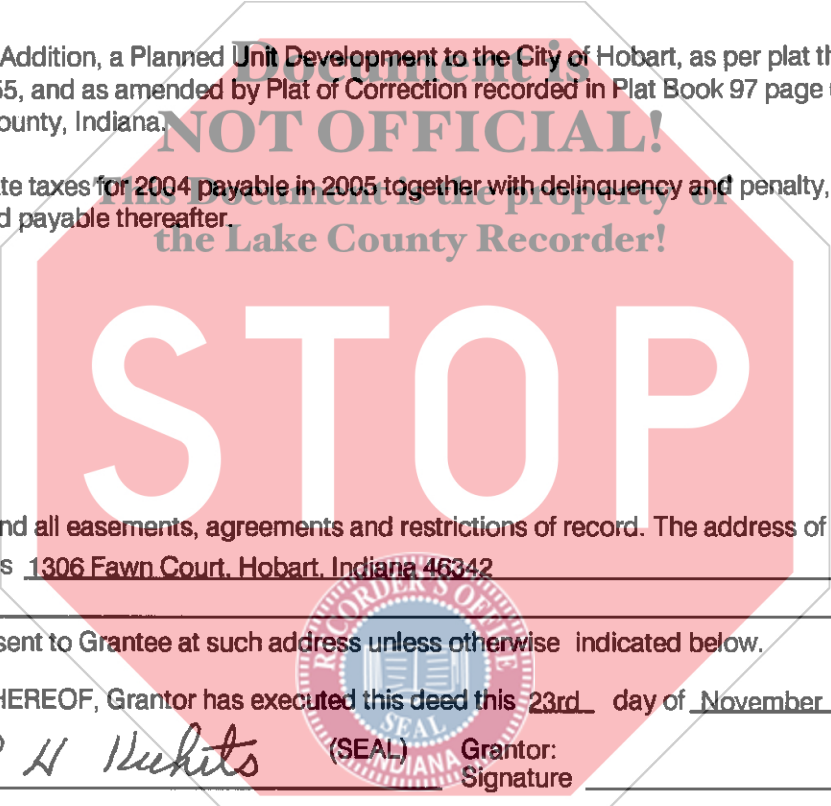 Document is
Addition, a Planned Unit Development to the City of Hobart, as per plat th
55, and as amended by Plat of Correction recorded in Plat Book 97 page
ounty, Indiana.
NOT OFFICIAL!
te taxes for 2004 payable in 2005 together with delinquency and penalty,
This Document is the property of
d payable thereafter.
the Lake County Recorder!
STOP
nd all easements, agreements and restrictions of record. The address of
s 1306 Fawn Court, Hobart, Indiana 46342
RECORDER'S OFFICE
sent to Grantee at such address unless otherwise indicated below.
HEREOF, Grantor has executed this deed this 23rd day of November
SEAL
INDIANA
H (SEAL) Grantor:
Signature